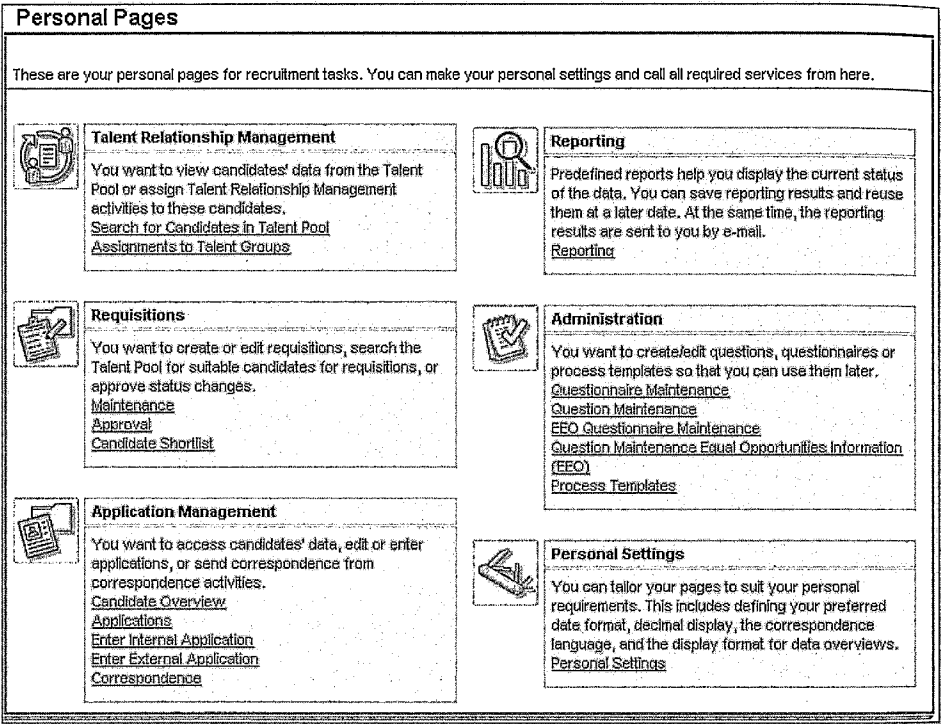 Personal Pages
These are your personal pages for recruitment tasks. You can make your personal settings and call all required services from here.
Talent Relationship Management
You want to view candidates' data from the Talent
Pool or assign Talent Relationship Management
activities to these candidates.
Search for Candidates in Talent Pool
Assignments to Talent Groups
Requisitions
You want to create or edit requisitions, search the
Talent Pool for suitable candidates for requisitions, or
approve status changes.
Maintenance
Approval
Candidate Shortlist
Application Management
You want to access candidates' data, edit or enter
applications, or send correspondence from
correspondence activities.
Candidate Overview
Applications
Enter Internal Application
Enter External Application
Correspondence
Reporting
Predefined reports help you display the current status
of the data. You can save reporting results and reuse
them at a later date. At the same time, the reporting
results are sent to you by e-mail.
Reporting
Administration
You want to create/edit questions, questionnaires or
process templates so that you can use them later.
Questionnaire Maintenance
Question Maintenance
EEO Questionnaire Maintenance
Question Maintenance Equal Opportunities Information
(EEO)
Process Templates
Personal Settings
You can tailor your pages to suit your personal
requirements. This includes defining your preferred
date format, decimal display, the correspondence
language, and the display format for data overviews.
Personal Settings